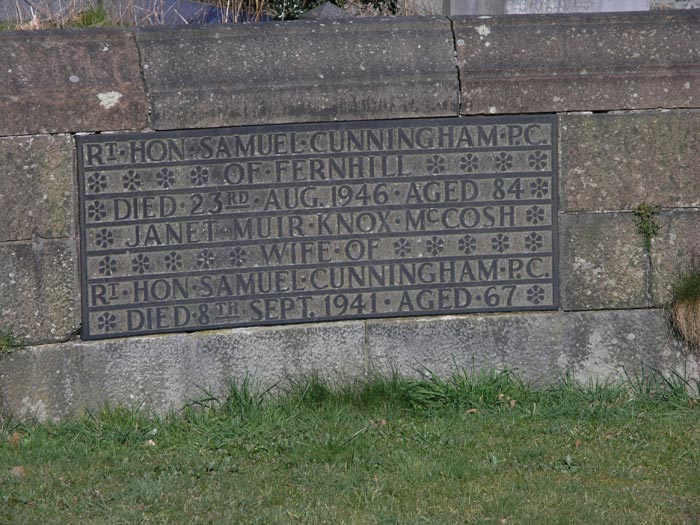 RT·HON·SAMUEL·CUNNINGHAM·P.C.
OF·FERNHILL
DIED·23RD·AUG.1946·AGED·84
JANET·MUIR·KNOX·MCCOSH
WIFE·OF
RT·HON·SAMUEL·CUNNINGHAM·P.C.
DIED·8TH·SEPT.1941·AGED·67